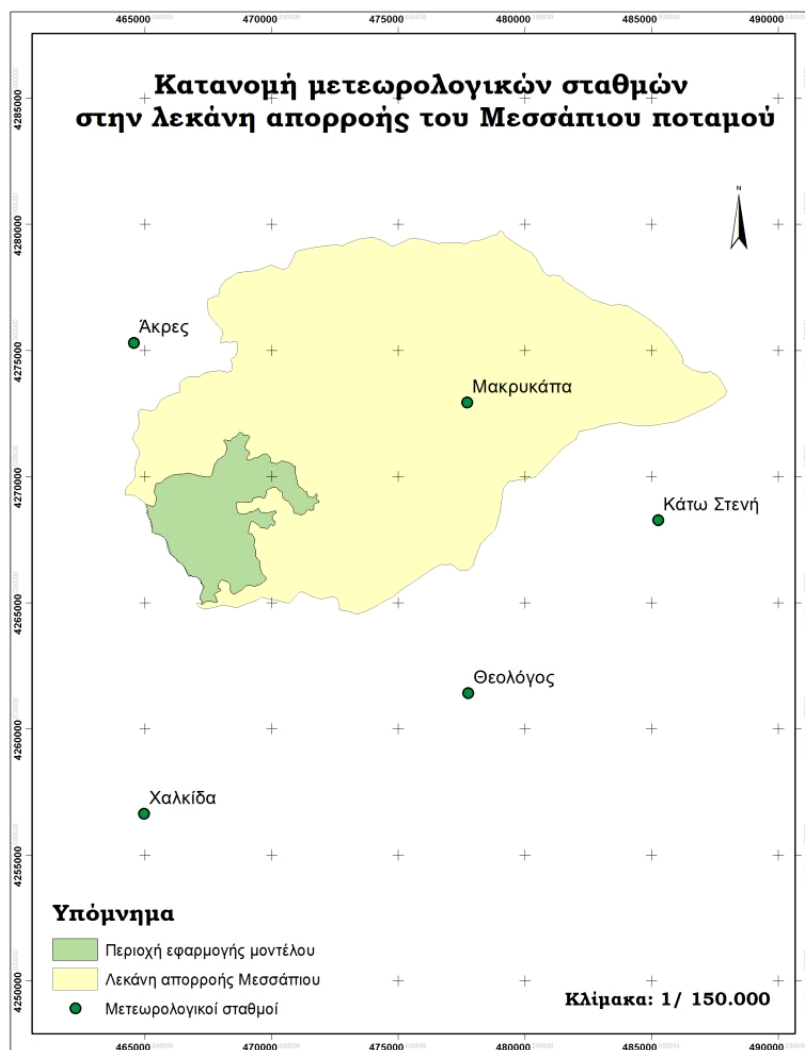 465000 470000 475000 480000 485000 490000
Κατανομή μετεωρολογικών σταθμών
στην λεκάνη απορροής του Μεσσάπιου ποταμού
4285000
N
4280000
Άκρες
4275000
Μακρυκάπα
4270000
Κάτω Στενή
4265000
Θεολόγος
4260000
Χαλκίδα
4255000
Υπόμνημα
Περιοχή εφαρμογής μοντέλου
Λεκάνη απορροής Μεσσάπιου
4250000
Κλίμακα: 1/ 150.000
Μετεωρολογικοί σταθμοί
465000 470000 475000 480000 485000 490000